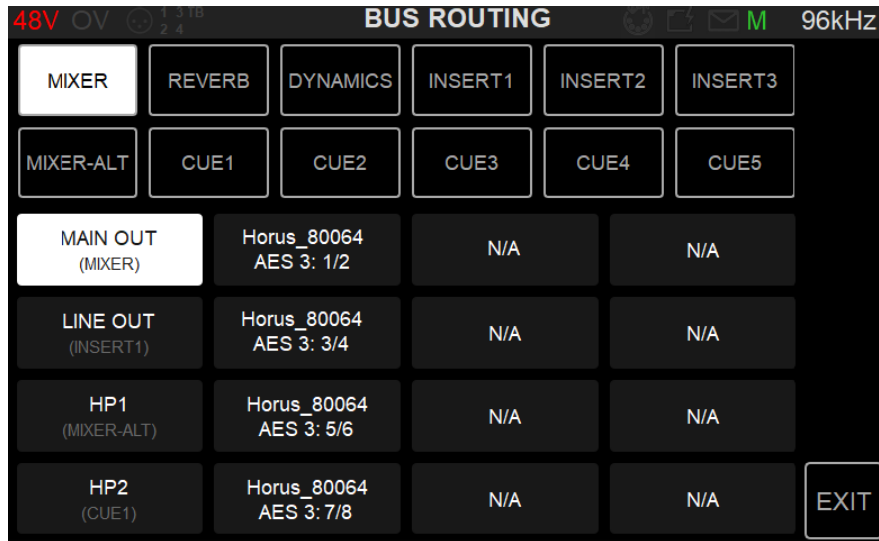 48V OV 1 3 TB BUS ROUTING M 96kHz
2 4
MIXER REVERB DYNAMICS INSERT1 INSERT2 INSERT3
MIXER-ALT CUE1 CUE2 CUE3 CUE4 CUE5
MAIN OUT Horus_80064 N/A N/A
(MIXER) AES 3: 1/2
LINE OUT Horus_80064 N/A N/A
(INSERT1) AES 3: 3/4
HP1 Horus_80064 N/A N/A
(MIXER-ALT) AES 3: 5/6
HP2 Horus_80064 N/A N/A EXIT
(CUE1) AES 3: 7/8